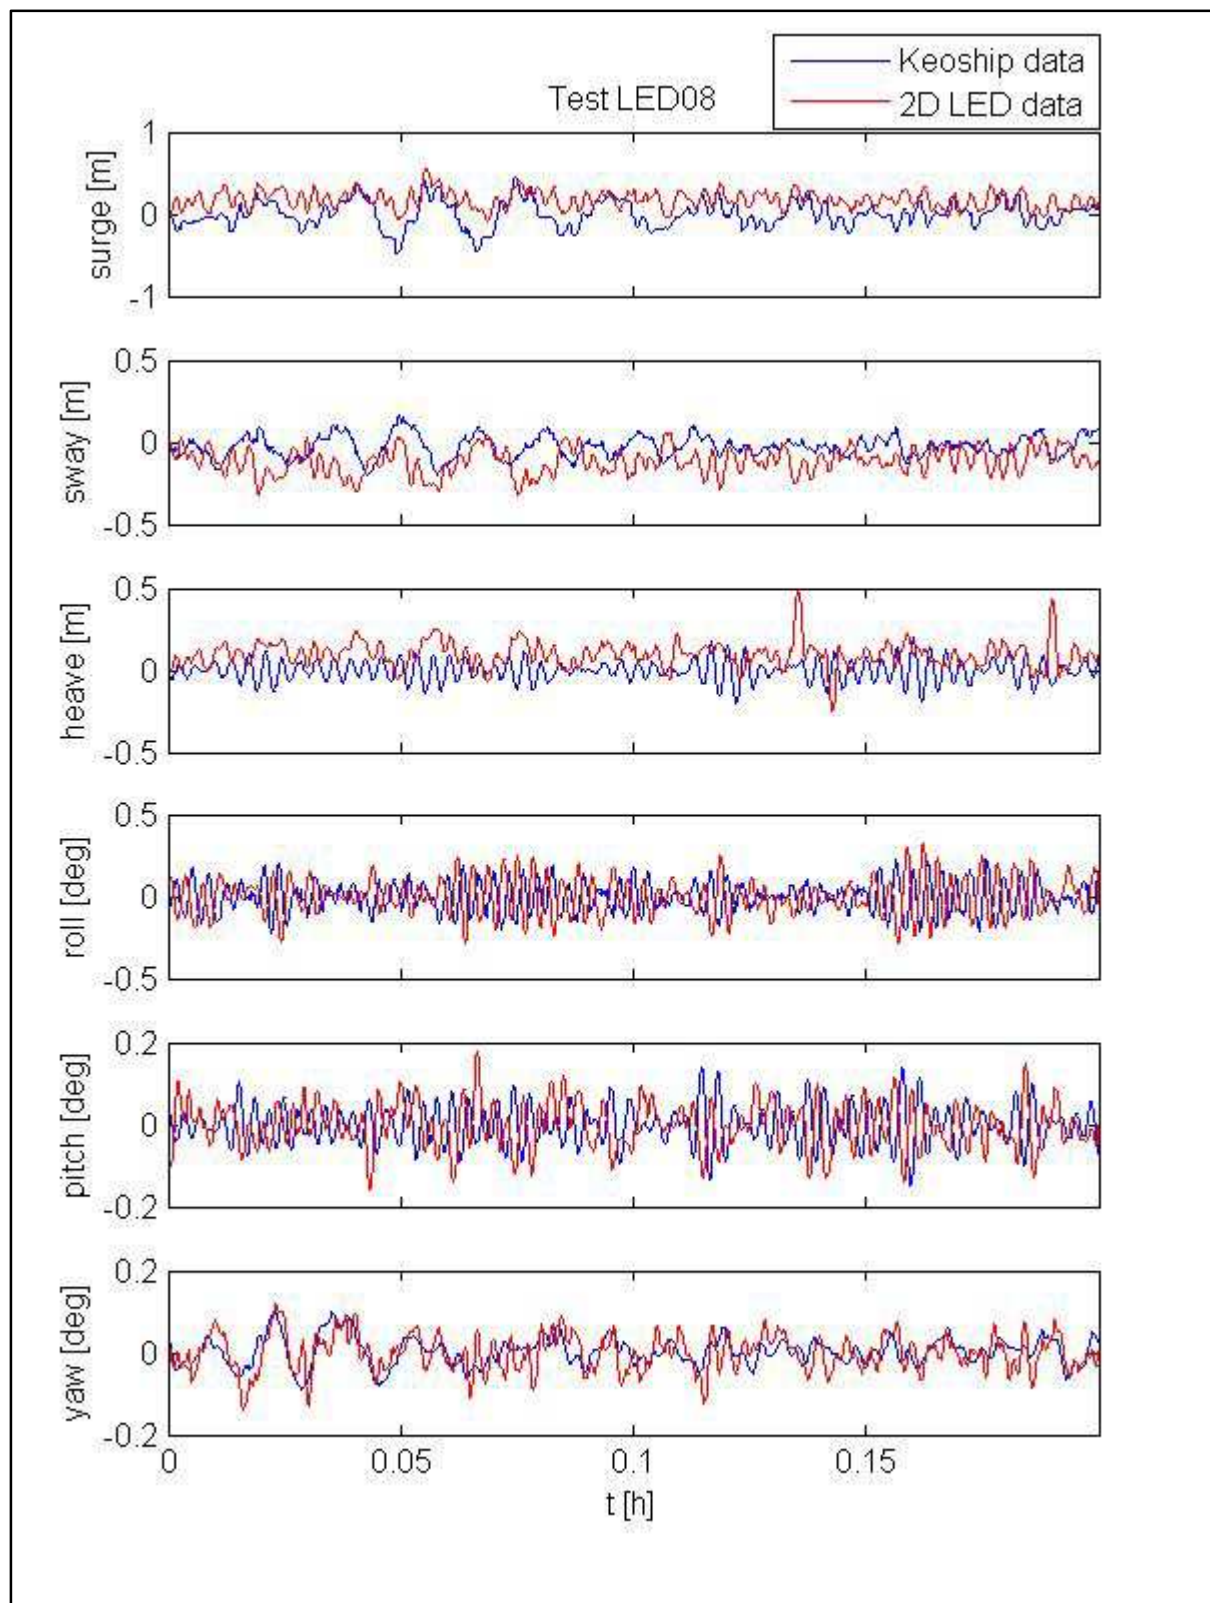 Keoship data
2D LED data
Test LED08
1
0
-1
surge [m]
0.5
0
-0.5
sway [m]
0.5
0
-0.5
heave [m]
0.5
0
-0.5
roll [deg]
0.2
0
-0.2
pitch [deg]
0.2
0
-0.2
yaw [deg]
0 0.05 0.1 0.15
t [h]